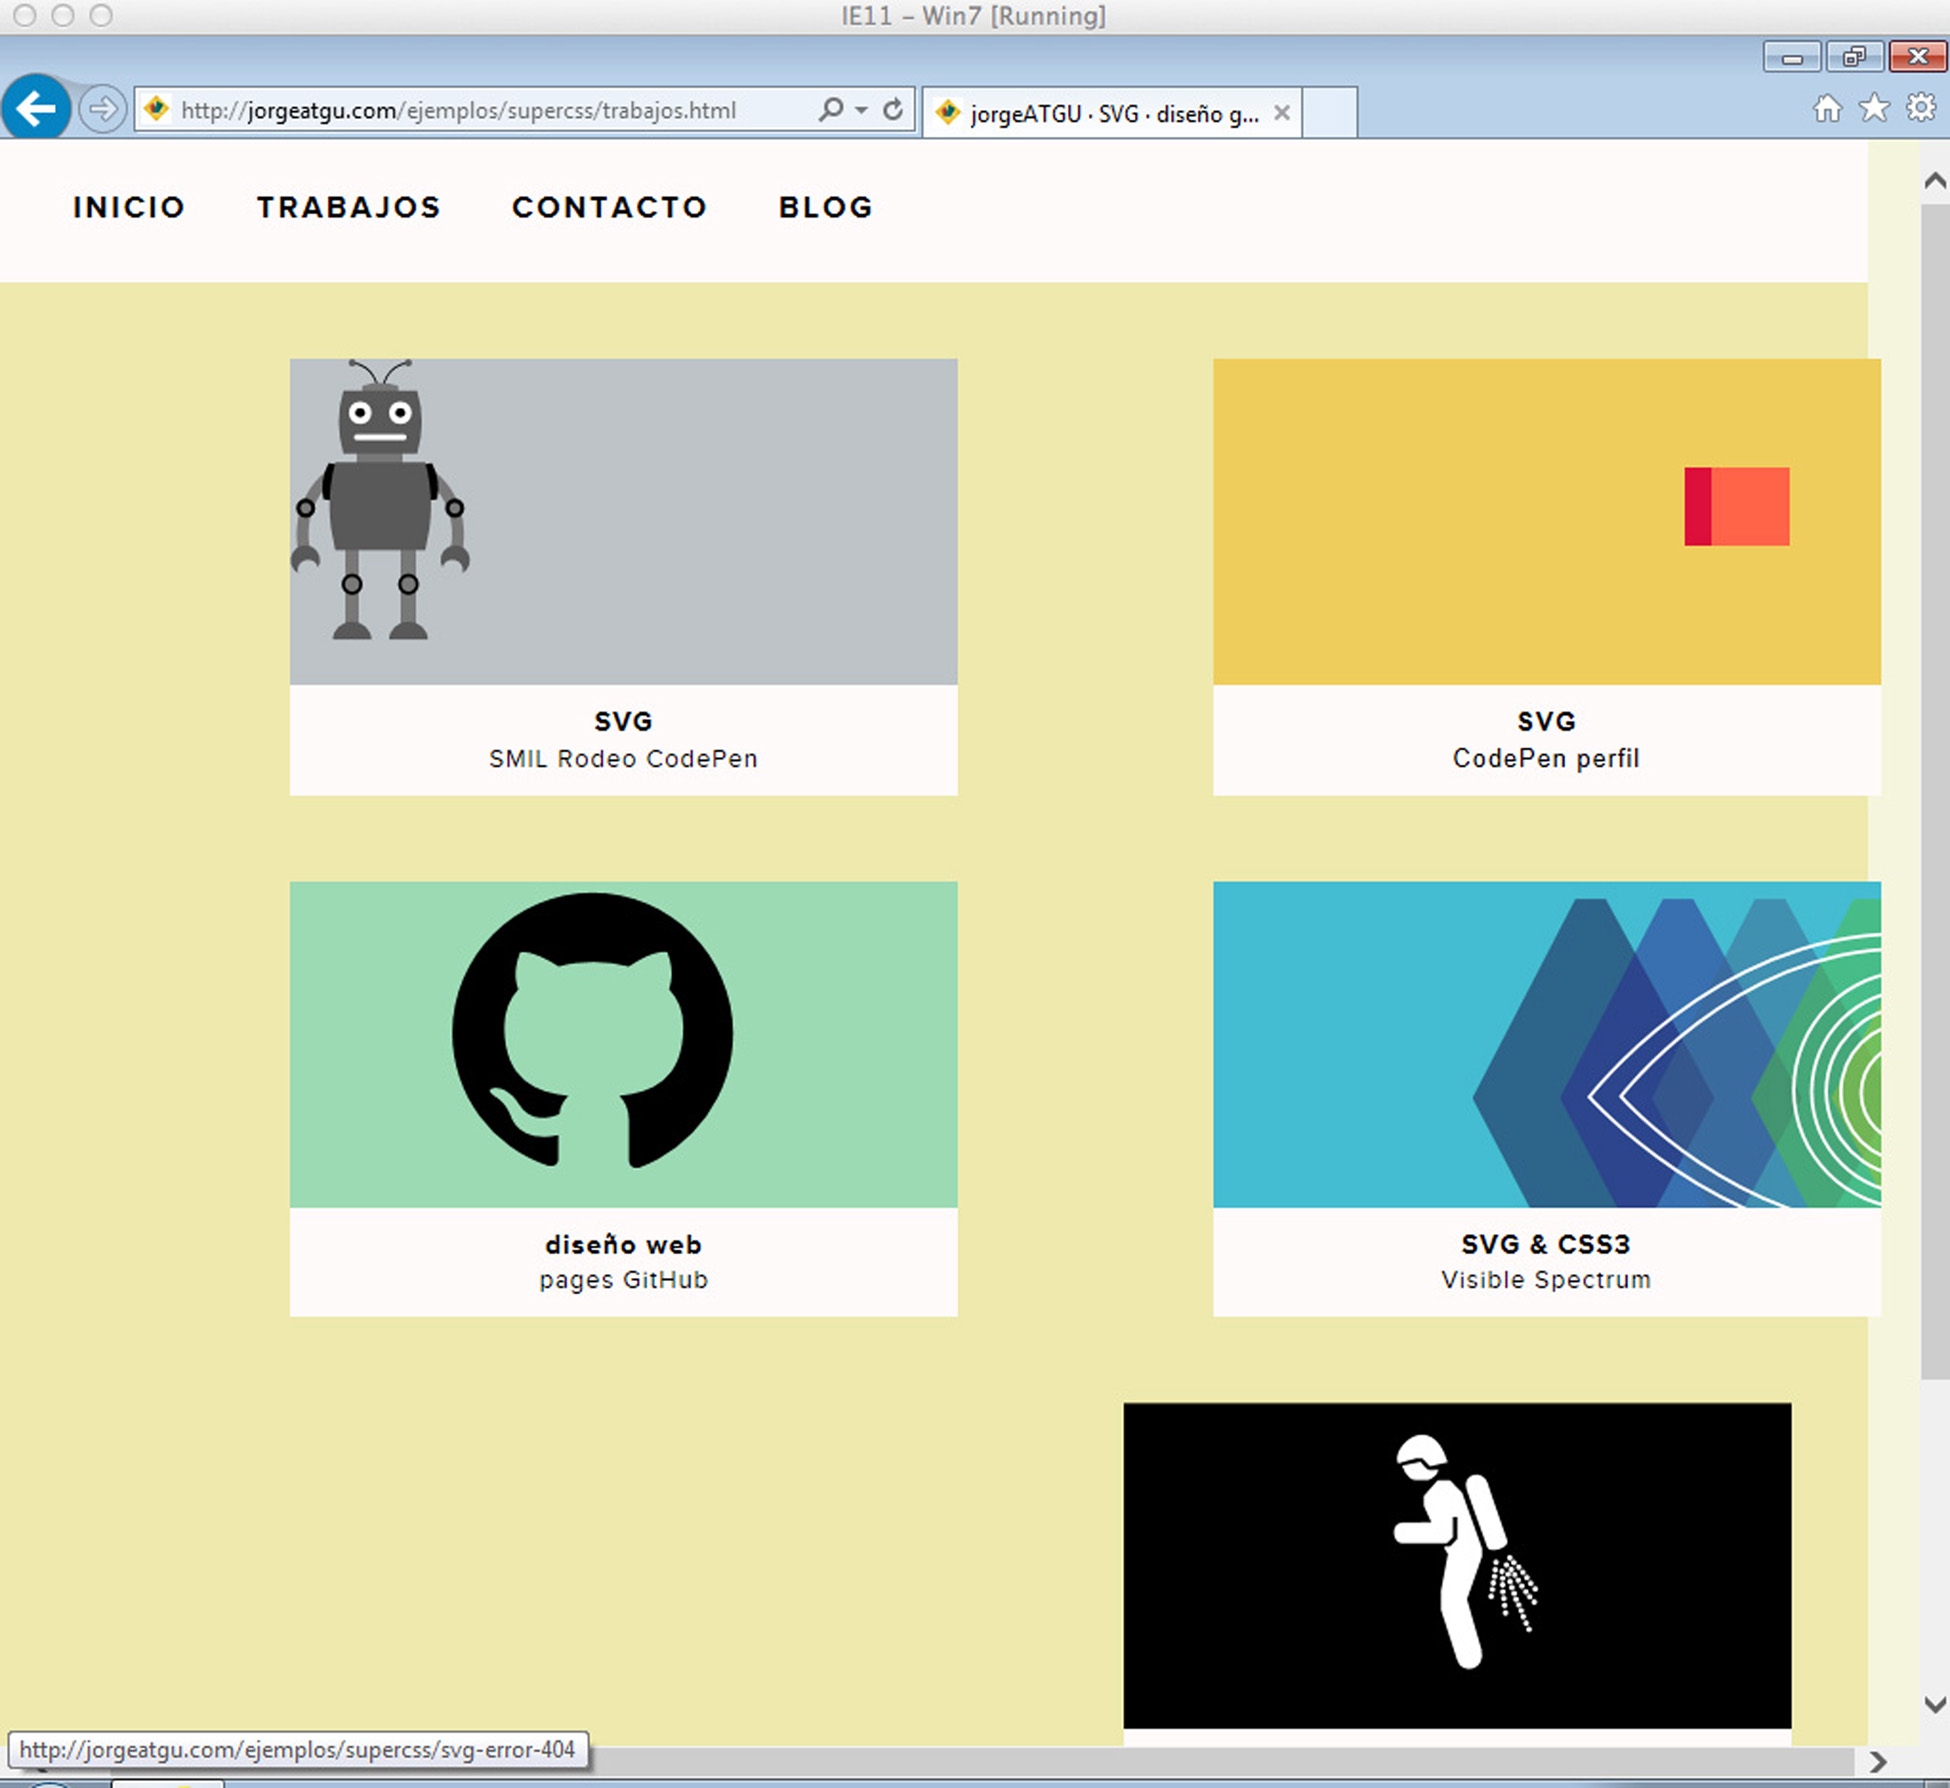 IE11 – Win7 [Running]
http://jorgeatgu.com/ejemplos/supercss/trabajos.html
jorgeATGU · SVG · diseño g...
INICIO TRABAJOS CONTACTO BLOG
SVG
SMIL Rodeo CodePen
SVG
CodePen perfil
diseño web
pages GitHub
SVG & CSS3
Visible Spectrum
http://jorgeatgu.com/ejemplos/supercss/svg-error-404